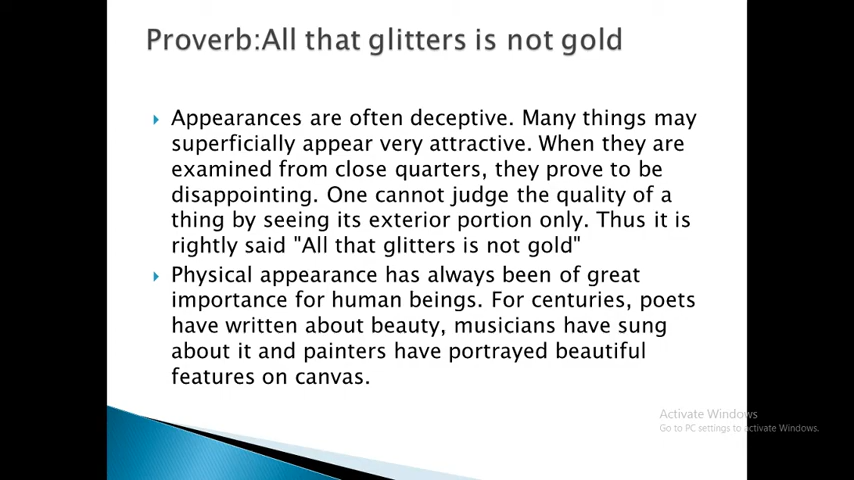 Proverb:All that glitters is not gold
Appearances are often deceptive. Many things may
superficially appear very attractive. When they are
examined from close quarters, they prove to be
disappointing. One cannot judge the quality of a
thing by seeing its exterior portion only. Thus it is
rightly said "All that glitters is not gold"
Physical appearance has always been of great
importance for human beings. For centuries, poets
have written about beauty, musicians have sung
about it and painters have portrayed beautiful
features on canvas.
Activate Windows
Go to PC settings to activate Windows.